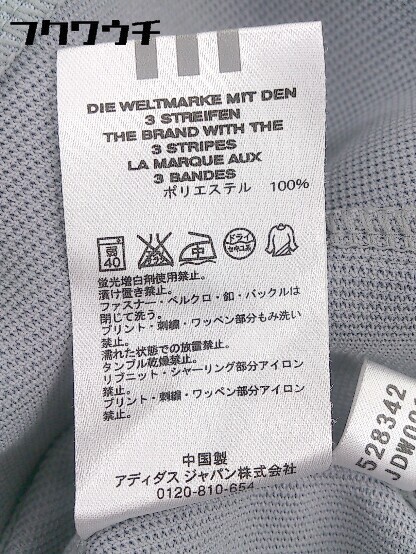 フクワウチ
DIE WELTMARKE MIT DEN
3 STREIFEN
THE BRAND WITH THE
3 STRIPES
LA MARQUE AUX
3 BANDES
ポリエステル 100%
弱
40
エンソサラシ
中
ドライ
セキユ系
蛍光増白剤使用禁止。
漬け置き禁止。
ファスナー・ベルクロ・釦・バックルは
閉じて洗う。
プリント・刺繍・ワッペン部分もみ洗い
禁止。
濡れた状態での放置禁止。
タンブル乾燥禁止。
リブニット・シャーリング部分アイロン
禁止。
プリント・刺繍・ワッペン部分アイロン
禁止。
中国製
アディダス ジャパン株式会社
0120-810-654
528342
JDW0